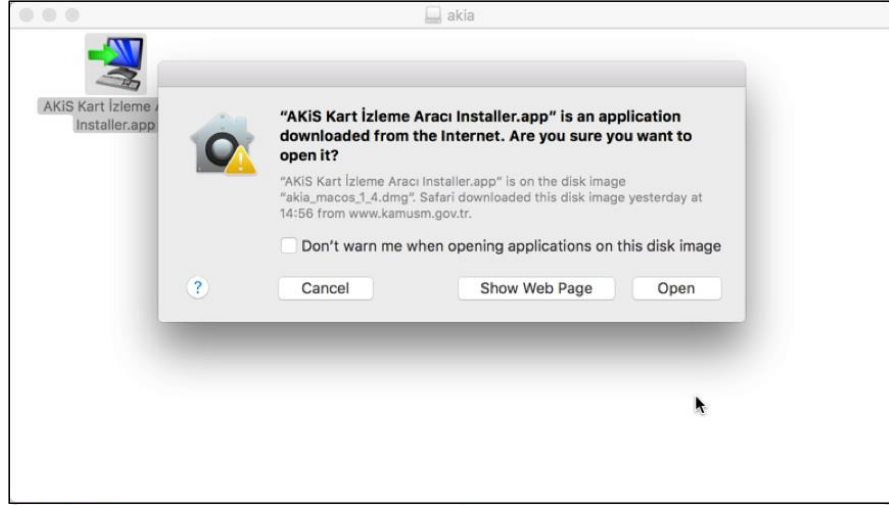 akia
AKiS Kart İzleme
Installer.app
“AKiS Kart İzleme Aracı Installer.app” is an application
downloaded from the Internet. Are you sure you want to
open it?
“AKiS Kart İzleme Aracı Installer.app” is on the disk image
“akia_macos_1_4.dmg”. Safari downloaded this disk image yesterday at
14:56 from www.kamusm.gov.tr.
Don’t warn me when opening applications on this disk image
?
Cancel
Show Web Page
Open